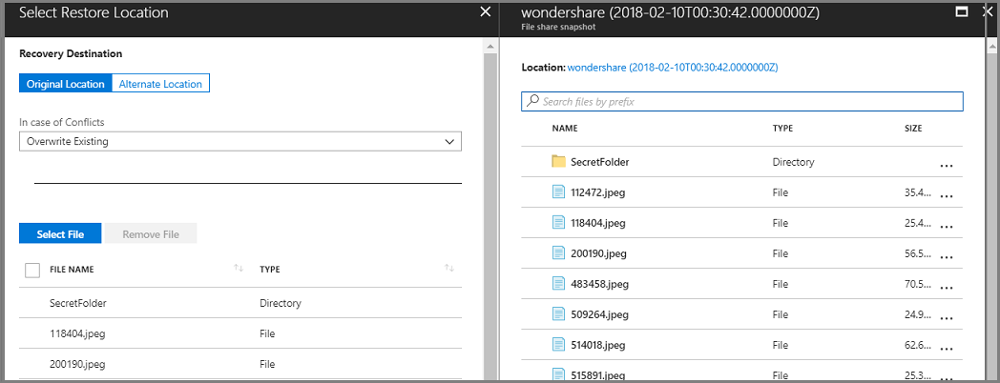 Select Restore Location
Recovery Destination
Original Location Alternate Location
In case of Conflicts
Overwrite Existing
Select File Remove File
FILE NAME TYPE
SecretFolder Directory
118404.jpeg File
200190.jpeg File
wondershare (2018-02-10T00:30:42.0000000Z)
File share snapshot
Location: wondershare (2018-02-10T00:30:42.0000000Z)
Search files by prefix
NAME TYPE SIZE
SecretFolder Directory ...
112472.jpeg File 35.4... ...
118404.jpeg File 25.4... ...
200190.jpeg File 56.5... ...
483458.jpeg File 70.5... ...
509264.jpeg File 24.9... ...
514018.jpeg File 62.6... ...
515891.jpeg File 25.3... ...